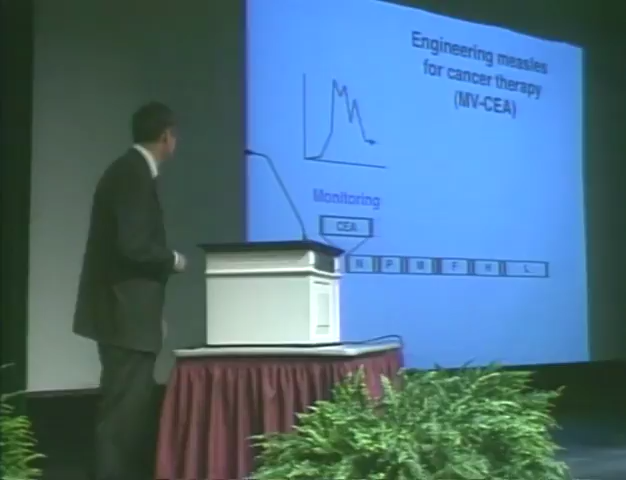 Engineering measles
for cancer therapy
(MV-CEA)
Monitoring
CEA
N P M F H L